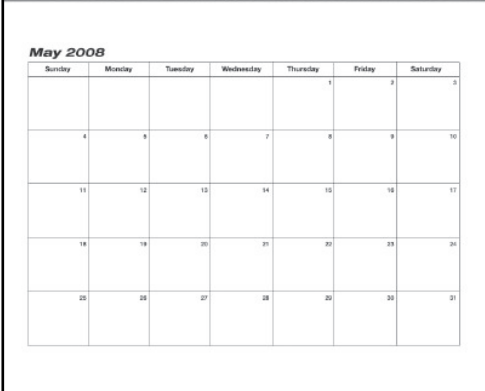 May 2008
Sunday Monday Tuesday Wednesday Thursday Friday Saturday
1 2 3
4 5 6 7 8 9 10
11 12 13 14 15 16 17
18 19 20 21 22 23 24
25 26 27 28 29 30 31